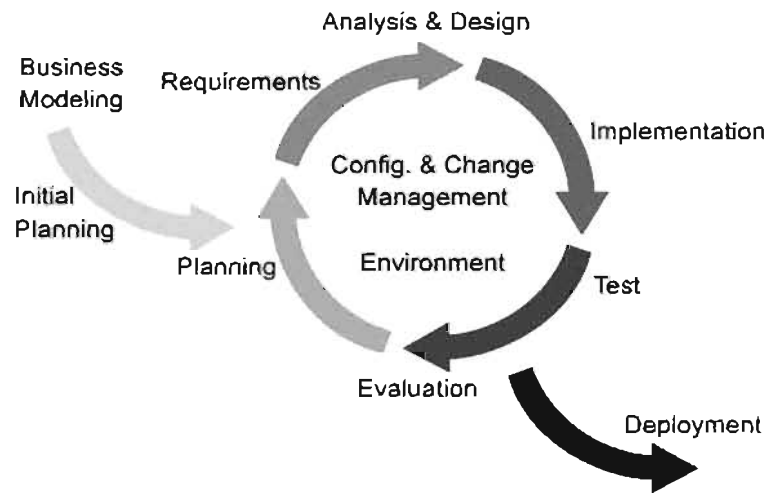 Analysis & Design
Business
Modeling
Requirements
Implementation
Config. & Change
Management
Initial
Planning
Planning
Environment
Test
Evaluation
Deployment